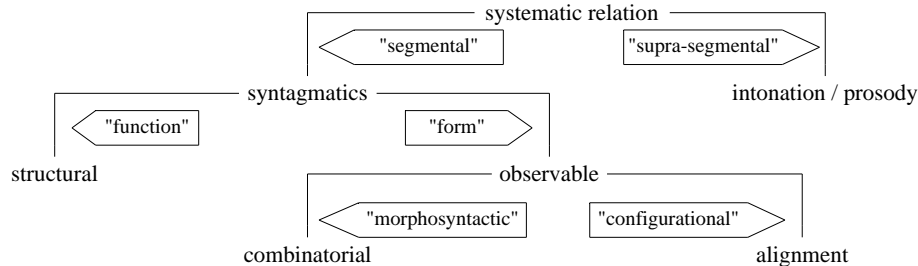 systematic relation
"segmental" "supra-segmental"
syntagmatics intonation / prosody
"function" "form"
structural observable
"morphosyntactic" "configurational"
combinatorial alignment